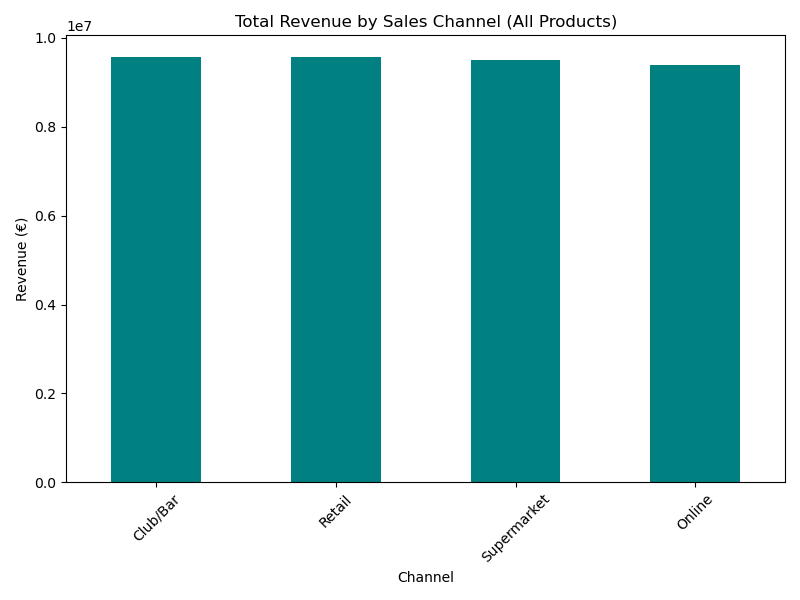 Total Revenue by Sales Channel (All Products)
1e7
1.0
0.8
0.6
0.4
0.2
0.0
Revenue (€)
Club/Bar
Retail
Supermarket
Online
Channel